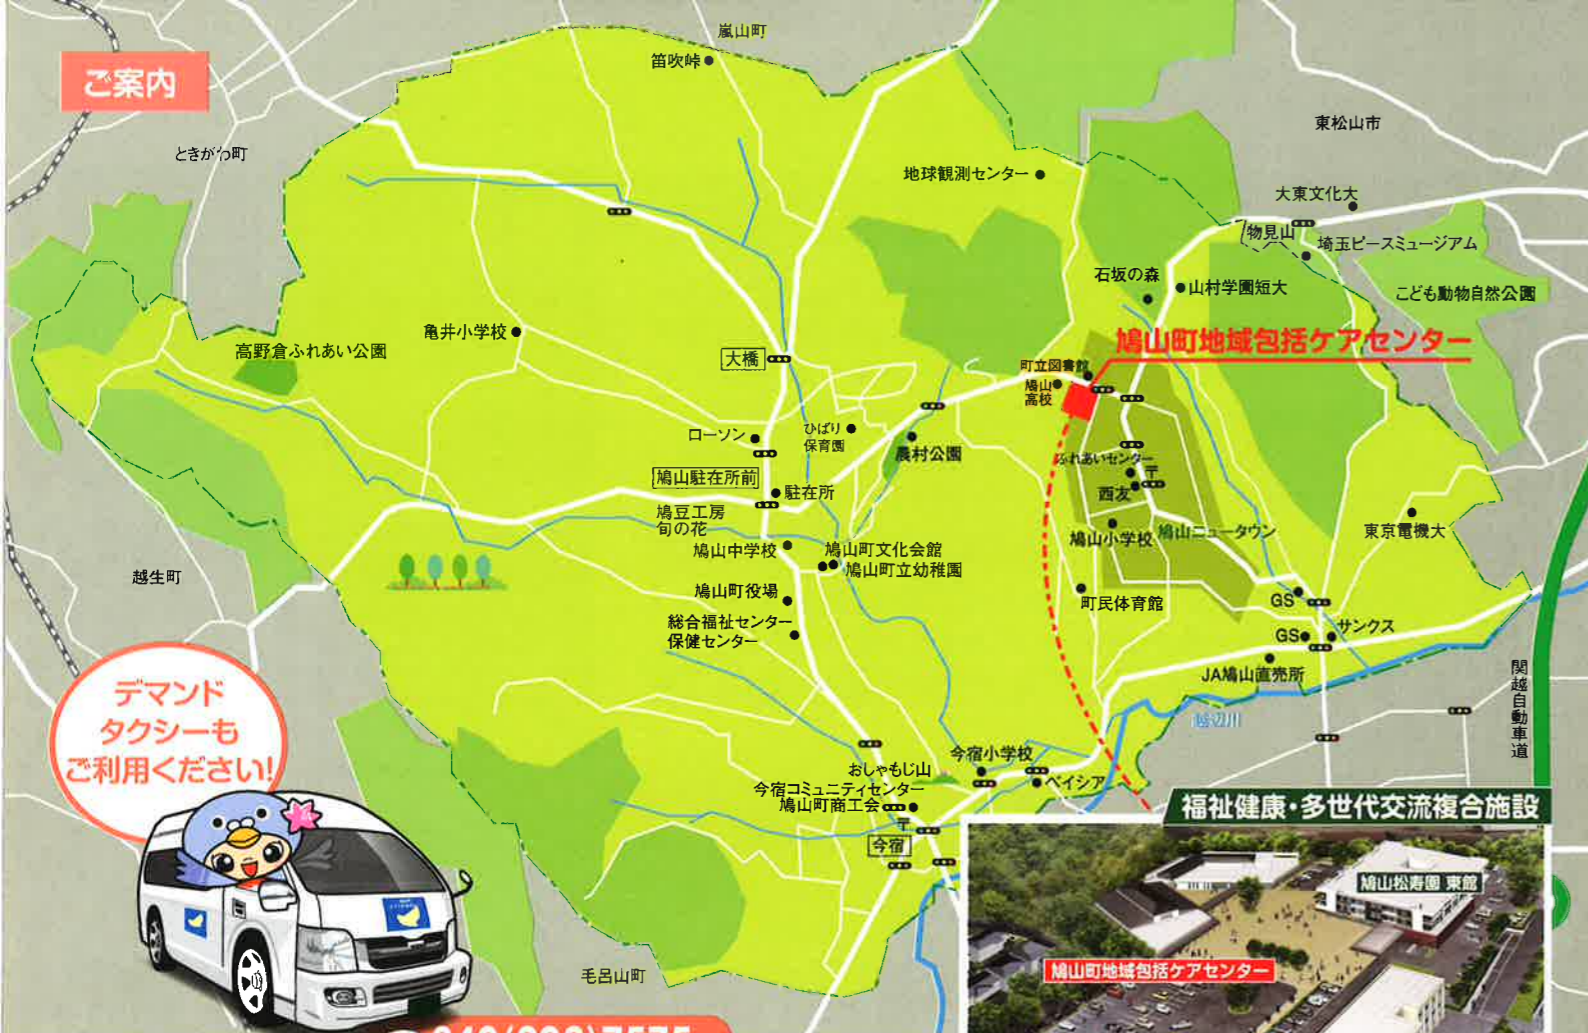 ご案内
嵐山町
笛吹峠
ときがわ町
東松山市
地球観測センター
大東文化大
物見山
埼玉ピースミュージアム
石坂の森
山村学園短大
こども動物自然公園
亀井小学校
高野倉ふれあい公園
大橋
鳩山町地域包括ケアセンター
町立図書館
鳩山
高校
ローソン
ひばり
保育園
農村公園
ふれあいセンター
〒
西友
鳩山駐在所前
駐在所
鳩豆工房
旬の花
鳩山小学校
鳩山ニュータウン
東京電機大
鳩山中学校
鳩山町文化会館
鳩山町立幼稚園
越生町
鳩山町役場
町民体育館
GS
総合福祉センター
保健センター
GS
サンクス
JA鳩山直売所
関越自動車道
越辺川
デマンド
タクシーも
ご利用ください!
今宿小学校
おしゃもじ山
ベイシア
今宿コミュニティセンター
鳩山町商工会
〒
今宿
福祉健康・多世代交流複合施設
鳩山松寿園 東館
鳩山町地域包括ケアセンター
毛呂山町